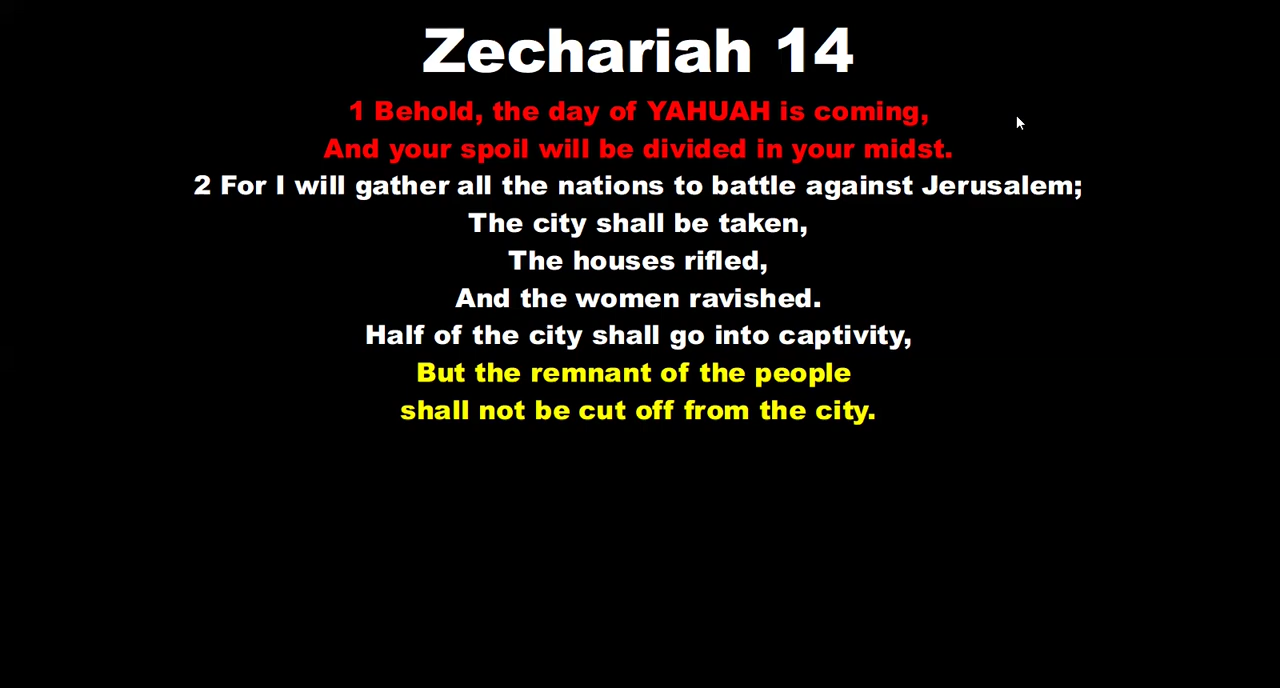 Zechariah 14
1 Behold, the day of YAHUAH is coming,
And your spoil will be divided in your midst.
2 For I will gather all the nations to battle against Jerusalem;
The city shall be taken,
The houses rifled,
And the women ravished.
Half of the city shall go into captivity,
But the remnant of the people
shall not be cut off from the city.